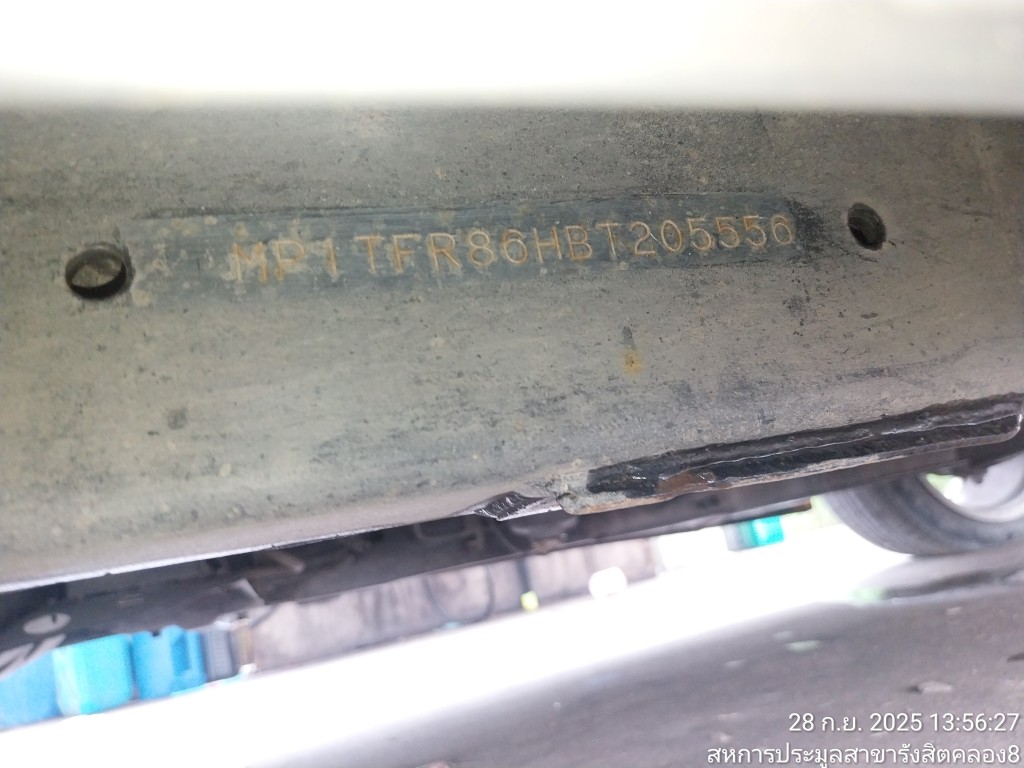 MP1TFR86HBT205556
28 ก.ย. 2025 13:56:27
สหการประมูลสาขารังสิตคลอง8